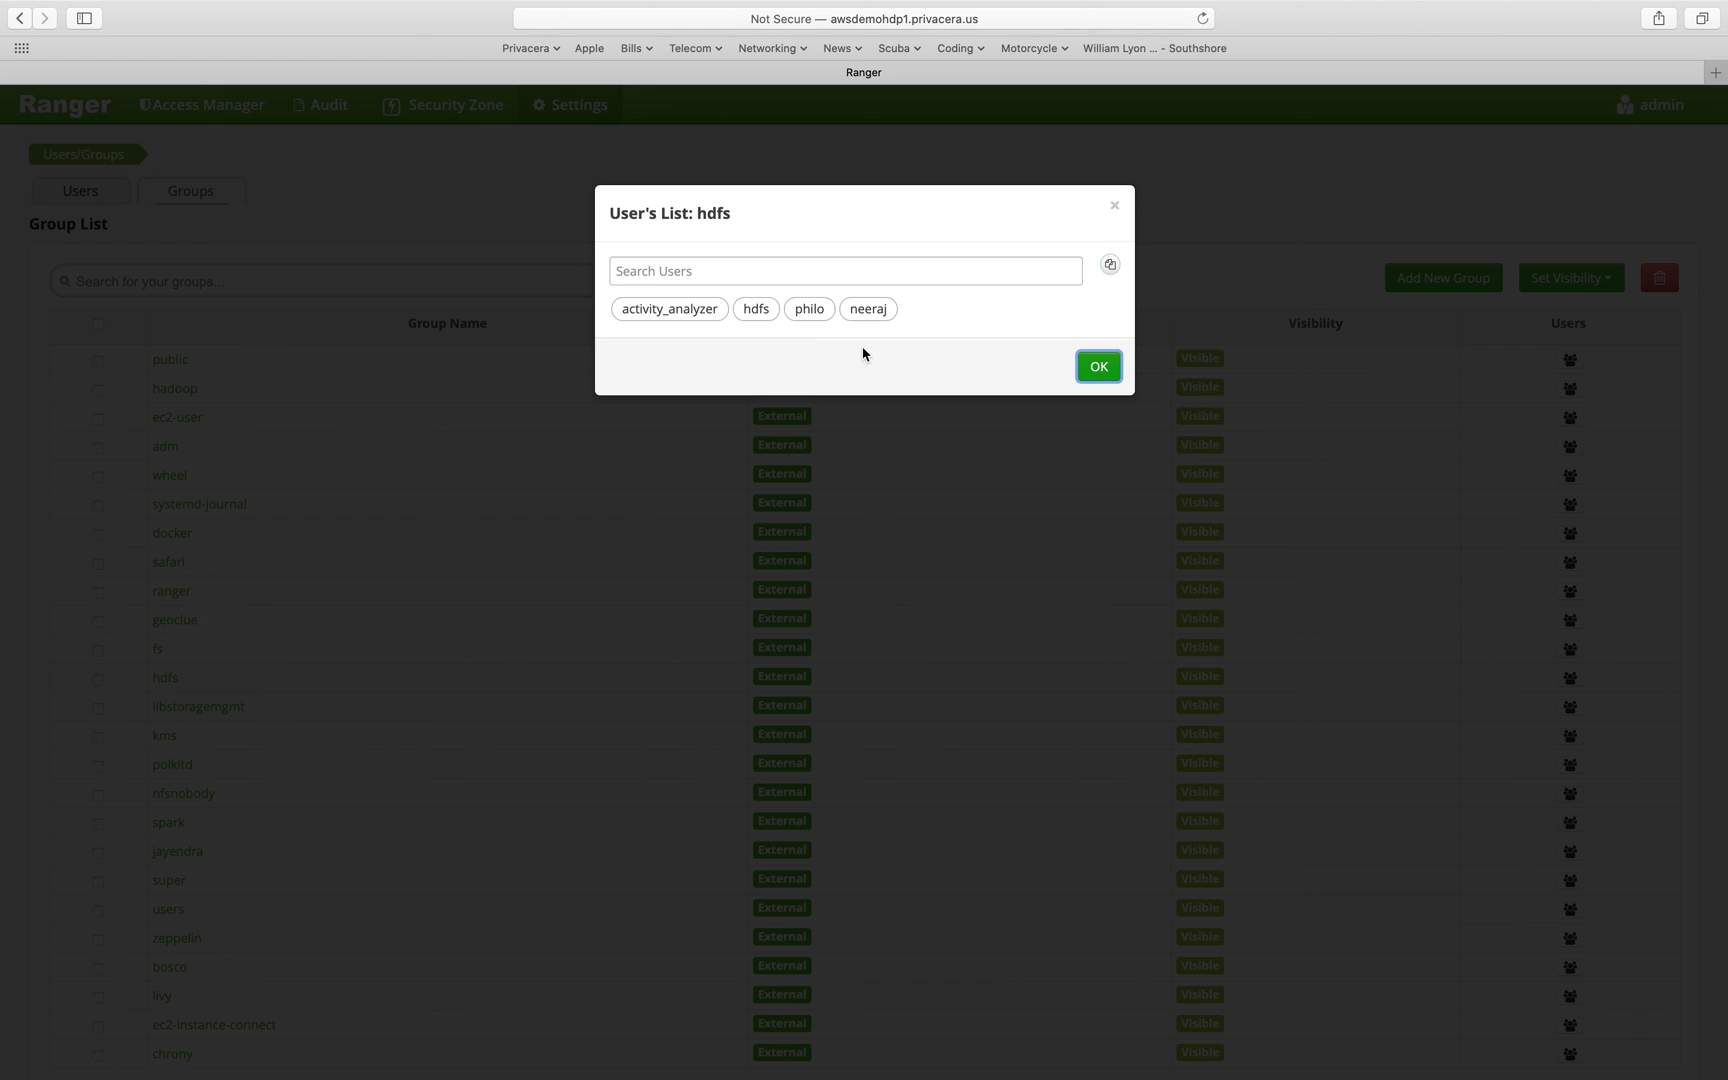 Not Secure — awsdemohdp1.privacera.us
Privacera Apple Bills Telecom Networking News Scuba Coding Motorcycle William Lyon ... - Southshore
Ranger
Ranger Access Manager Audit Security Zone Settings admin
Users/Groups
Users Groups
Group List
User's List: hdfs ×
Search Users
activity_analyzer hdfs philo neeraj
OK
Search for your groups... Add New Group Set Visibility
Group Name Visibility Users
public Visible
hadoop Visible
ec2-user External Visible
adm External Visible
wheel External Visible
systemd-journal External Visible
docker External Visible
safari External Visible
ranger External Visible
geoclue External Visible
fs External Visible
hdfs External Visible
libstoragemgmt External Visible
kms External Visible
polkitd External Visible
nfsnobody External Visible
spark External Visible
jayendra External Visible
super External Visible
users External Visible
zeppelin External Visible
bosco External Visible
livy External Visible
ec2-instance-connect External Visible
chrony External Visible